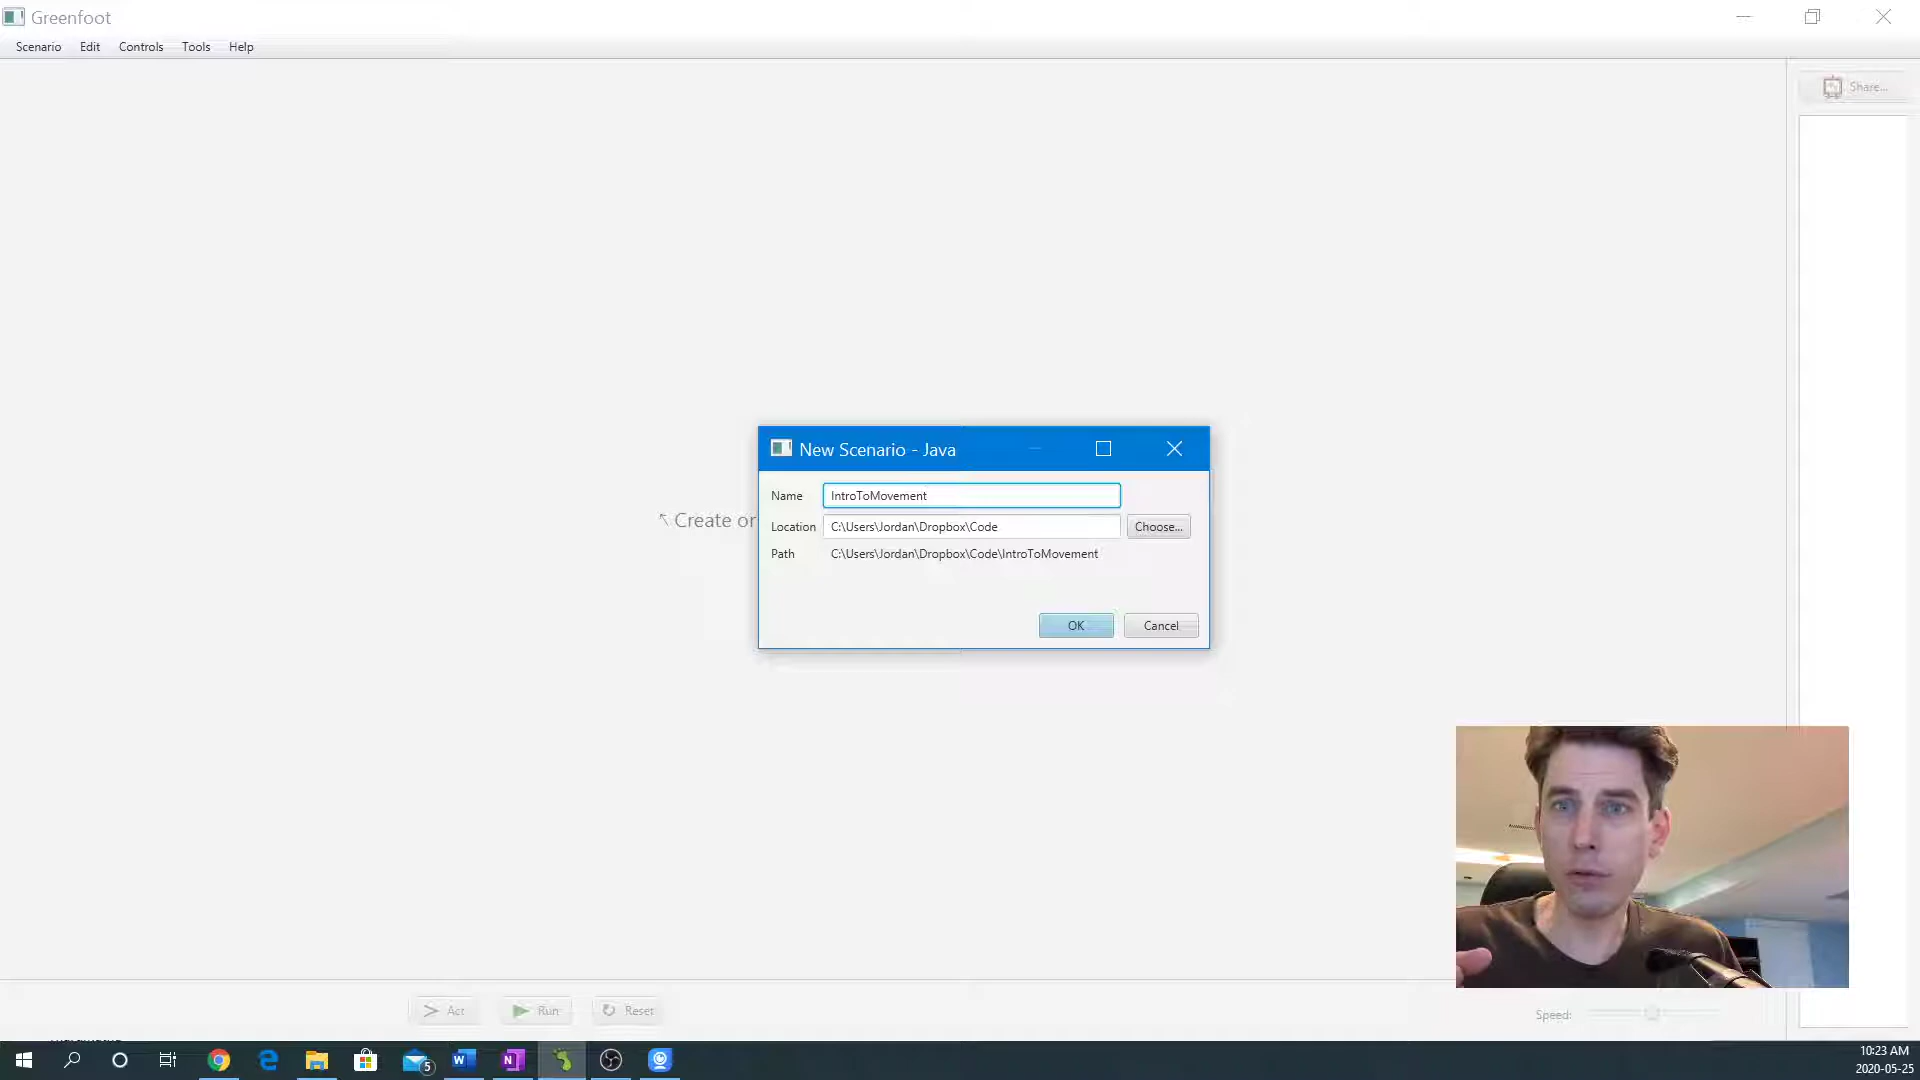 Greenfoot
Scenario Edit Controls Tools Help
Share...
New Scenario - Java
Name IntroToMovement
Create or
Location C:\Users\Jordan\Dropbox\Code Choose...
Path C:\Users\Jordan\Dropbox\Code\IntroToMovement
OK Cancel
Act Run Reset Speed:
5
10:23 AM
2020-05-25